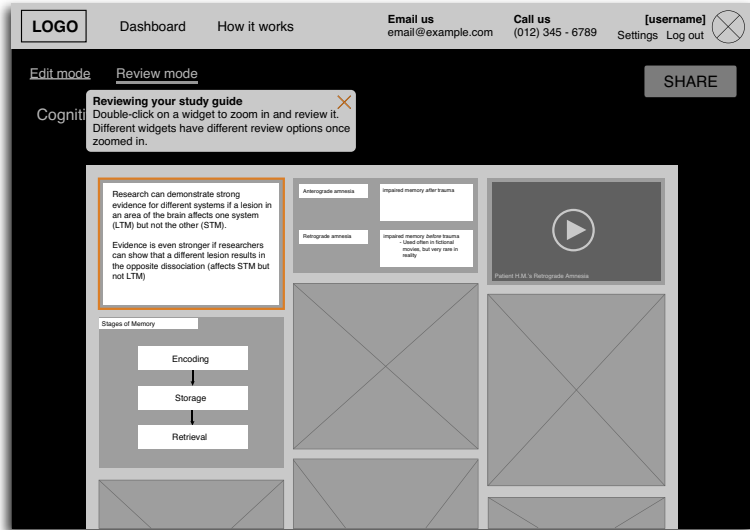 LOGO
Dashboard
How it works
Email us
email@example.com
Call us
(012) 345 - 6789
[username]
Settings Log out
Edit mode
Review mode
SHARE
Cogniti
Reviewing your study guide
Double-click on a widget to zoom in and review it.
Different widgets have different review options once
zoomed in.
Research can demonstrate strong
evidence for different systems if a lesion in
an area of the brain affects one system
(LTM) but not the other (STM).
Evidence is even stronger if researchers
can show that a different lesion results in
the opposite dissociation (affects STM but
not LTM)
Anterograde amnesia
impaired memory after trauma
Retrograde amnesia
impaired memory before trauma
- Used often in fictional
movies, but very rare in
reality
Patient H.M.'s Retrograde Amnesia
Stages of Memory
Encoding
Storage
Retrieval